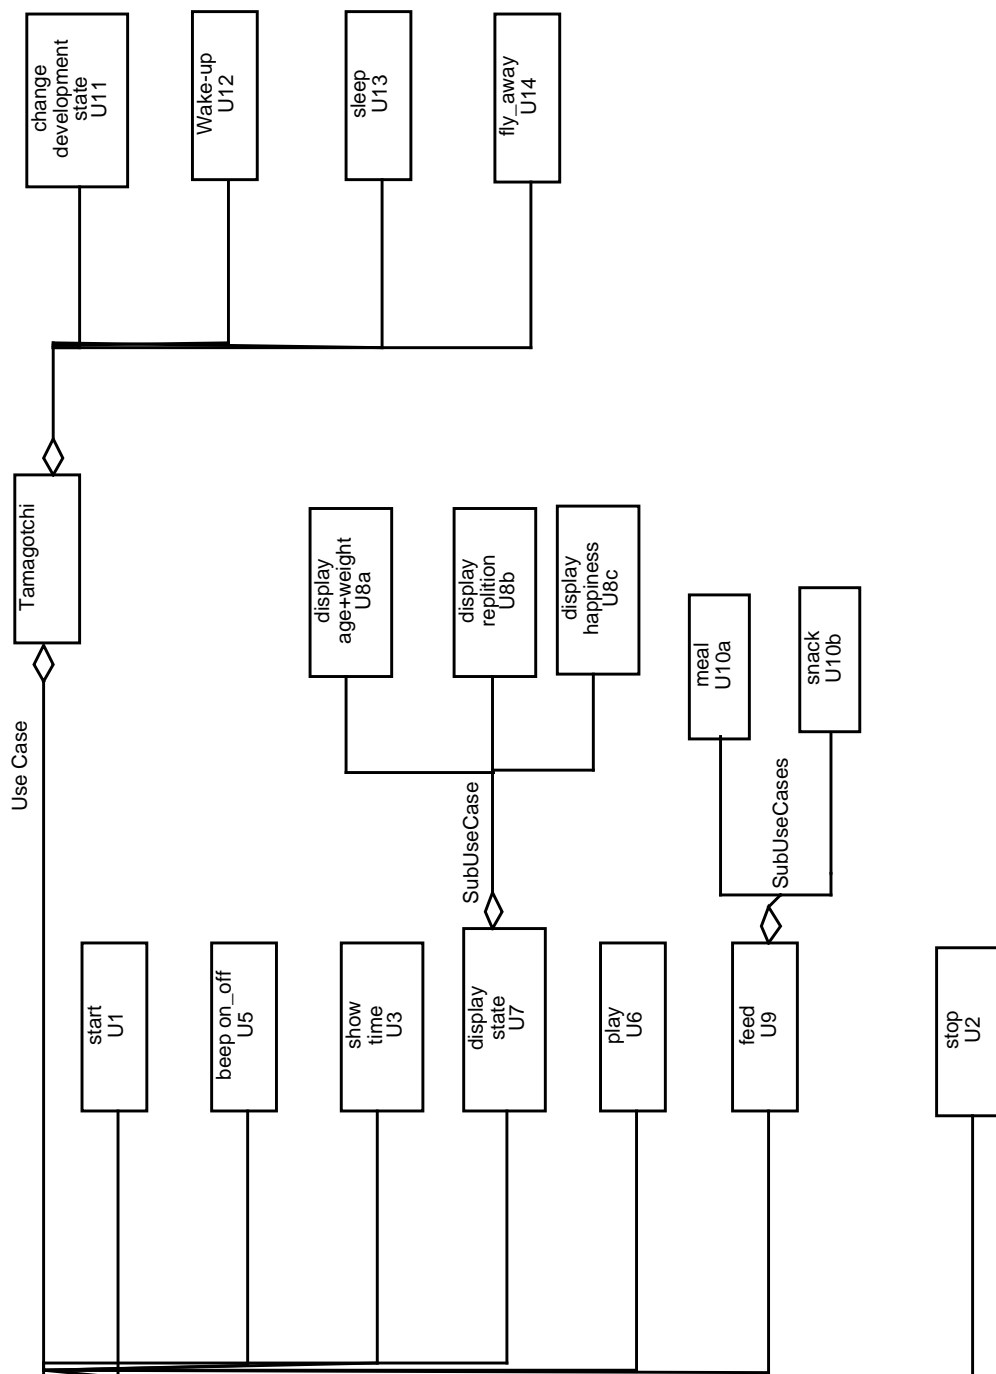 change
development
state
U11
Wake-up
U12
sleep
U13
fly_away
U14
Tamagotchi
Use Case
display
age+weight
U8a
display
replition
U8b
display
happiness
U8c
SubUseCase
meal
U10a
snack
U10b
SubUseCases
start
U1
beep on_off
U5
show
time
U3
display
state
U7
play
U6
feed
U9
stop
U2